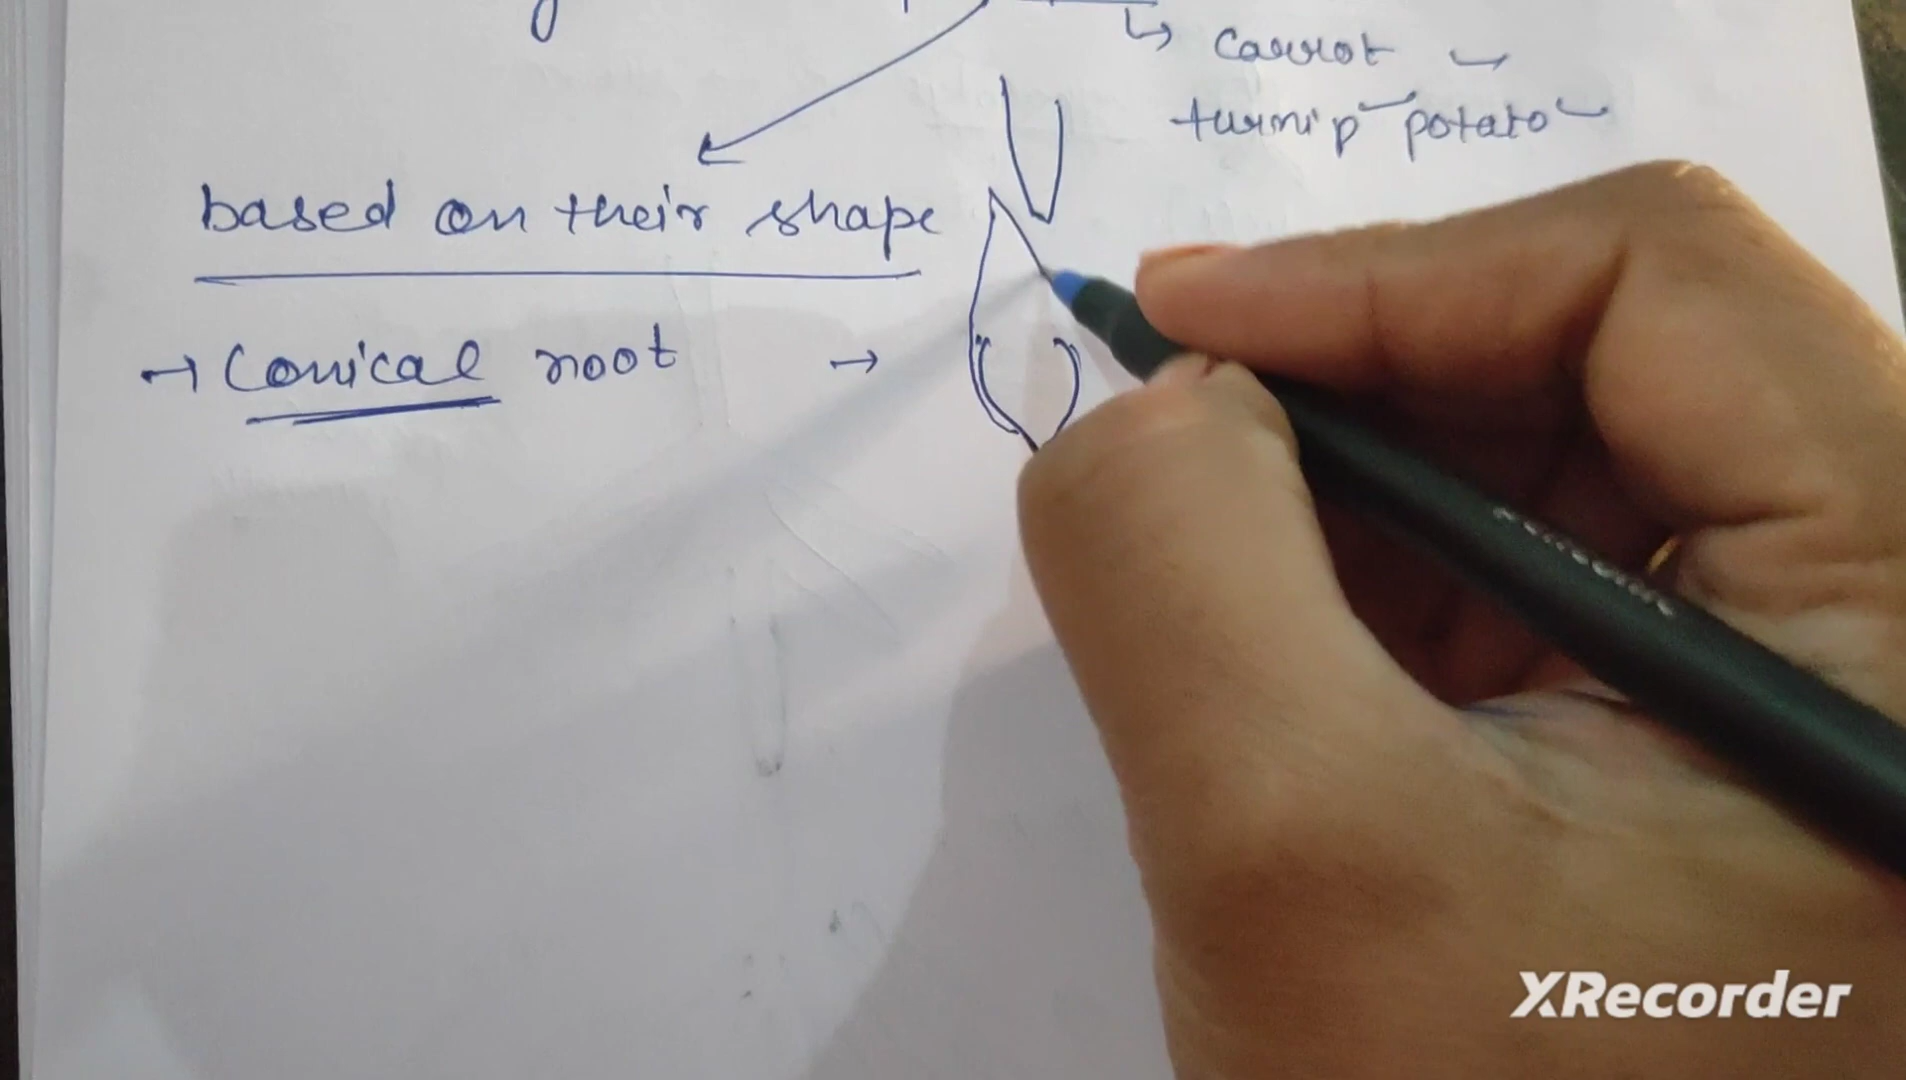 ↳ Carrot
turnip potato
based on their shape
→ Conical root →
XRecorder